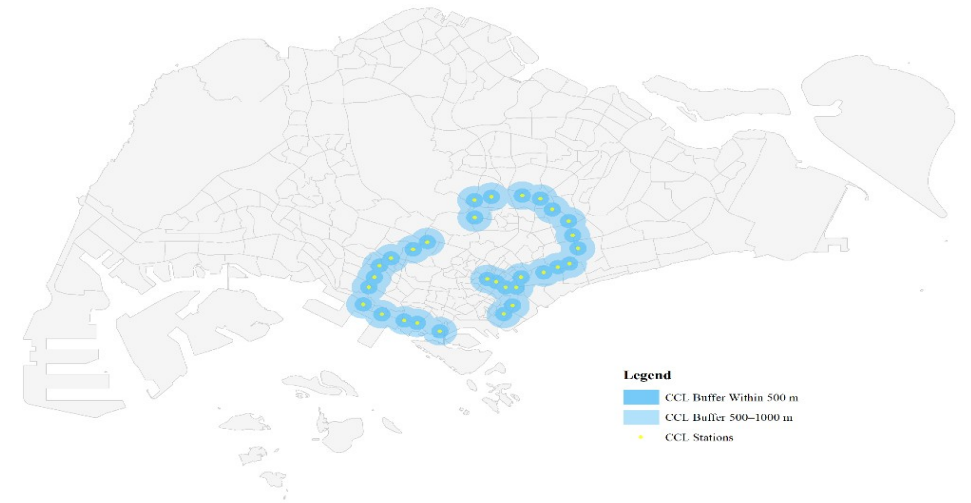 Legend
CCL Buffer Within 500 m
CCL Buffer 500–1000 m
CCL Stations